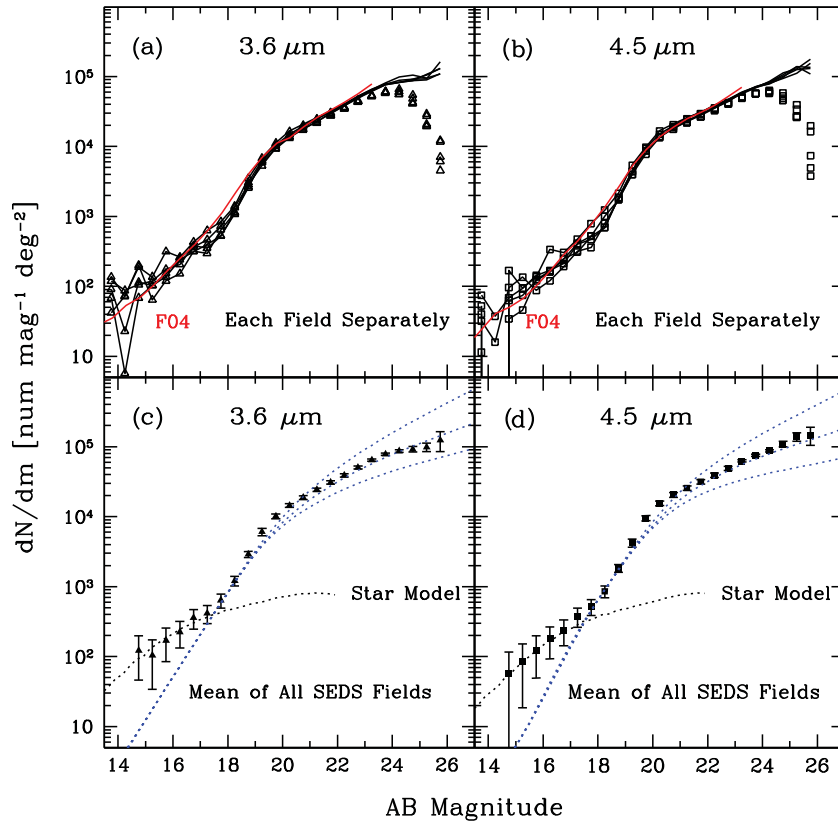 (a) 3.6 μm
(b) 4.5 μm
10⁵
10⁴
10³
10²
10
F04 Each Field Separately
F04 Each Field Separately
(c) 3.6 μm
(d) 4.5 μm
10⁵
10⁴
10³
10²
10
Star Model
Star Model
Mean of All SEDS Fields
Mean of All SEDS Fields
14 16 18 20 22 24 26 14 16 18 20 22 24 26
AB Magnitude
dN/dm [num mag⁻¹ deg⁻²]